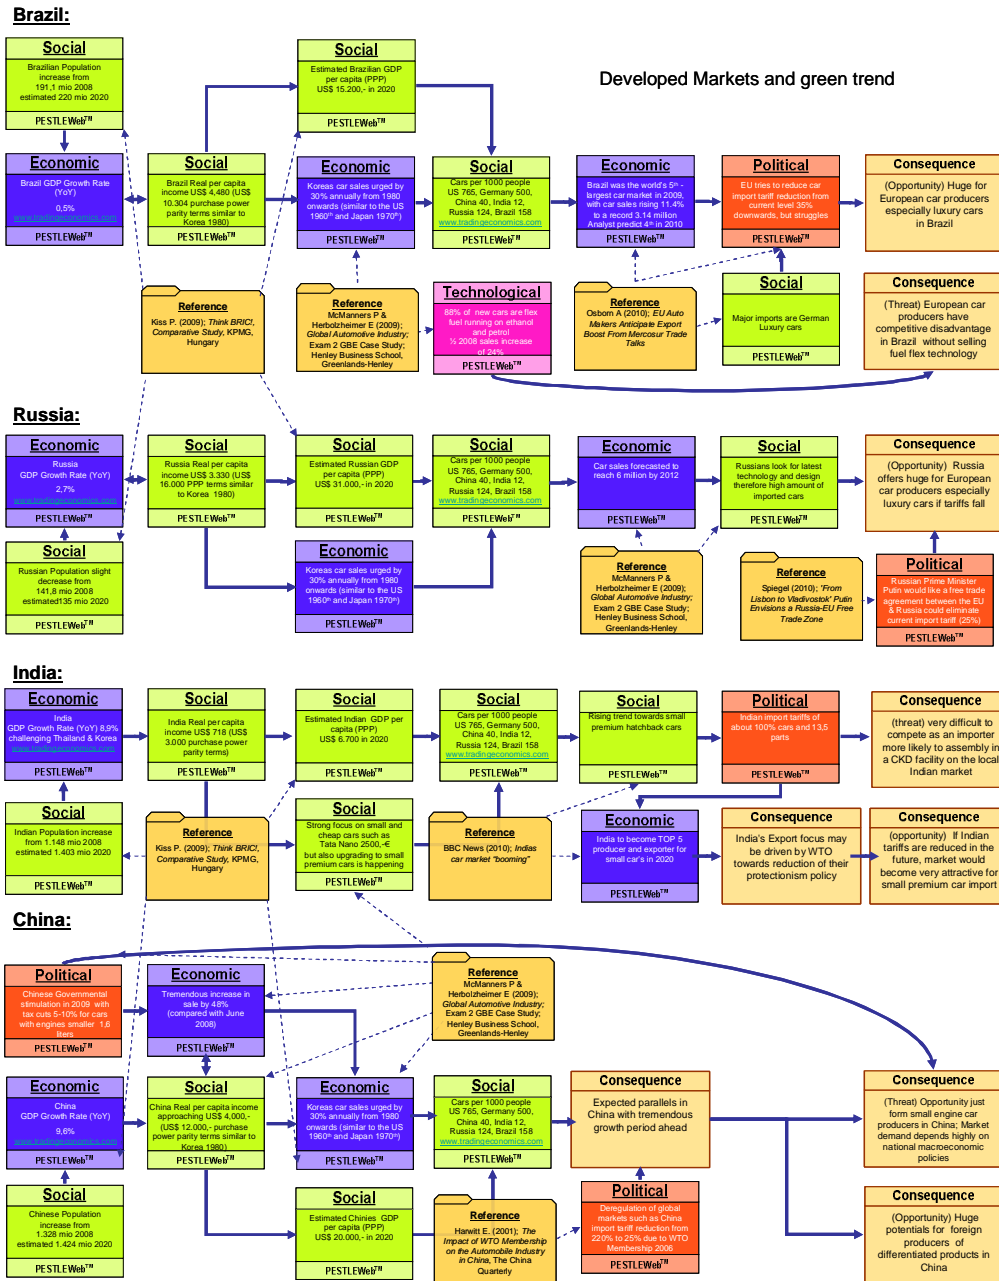 Brazil:
Developed Markets and green trend
Social
Brazilian Population
increase from
191,1 mio 2008
estimated 220 mio 2020
PESTLEWeb™
Social
Estimated Brazilian GDP
per capita (PPP)
US$ 15.200,- in 2020
PESTLEWeb™
Economic
Brazil GDP Growth Rate
(YoY)
0,5%
www.tradingeconomics.com
PESTLEWeb™
Social
Brazil Real per capita
income US$ 4,480 (US$
10.304 purchase power
parity terms similar to
Korea 1980)
PESTLEWeb™
Economic
Koreas car sales urged by
30% annually from 1980
onwards (similar to the US
1960th and Japan 1970th)
PESTLEWeb™
Social
Cars per 1000 people
US 765, Germany 500,
China 40, India 12,
Russia 124, Brazil 158
www.tradingeconomics.com
PESTLEWeb™
Economic
Brazil was the world's 5th -
largest car market in 2009,
with car sales rising 11.4%
to a record 3.14 million
Analyst predict 4th in 2010
PESTLEWeb™
Political
EU tries to reduce car
import tariff reduction from
current level 35%
downwards, but struggles
PESTLEWeb™
Consequence
(Opportunity) Huge for
European car producers
especially luxury cars
in Brazil
Reference
Kiss P. (2009); Think BRIC!,
Comparative Study, KPMG,
Hungary
Reference
McManners P &
Herbolzheimer E (2009);
Global Automotive Industry;
Exam 2 GBE Case Study;
Henley Business School,
Greenlands-Henley
Technological
88% of new cars are flex
fuel running on ethanol
and petrol
½ 2008 sales increase
of 24%
PESTLEWeb™
Reference
Osborn A (2010); EU Auto
Makers Anticipate Export
Boost From Mercosur Trade
Talks
Social
Major imports are German
Luxury cars
PESTLEWeb™
Consequence
(Threat) European car
producers have
competitive disadvantage
in Brazil without selling
fuel flex technology
Russia:
Economic
Russia
GDP Growth Rate (YoY)
2,7%
www.tradingeconomics.com
PESTLEWeb™
Social
Russia Real per capita
income US$ 3.330 (US$
16.000 PPP terms similar
to Korea 1980)
PESTLEWeb™
Social
Estimated Russian GDP
per capita (PPP)
US$ 31.000,- in 2020
PESTLEWeb™
Social
Cars per 1000 people
US 765, Germany 500,
China 40, India 12,
Russia 124, Brazil 158
www.tradingeconomics.com
PESTLEWeb™
Economic
Car sales forecasted to
reach 6 million by 2012
PESTLEWeb™
Social
Russians look for latest
technology and design
therefore high amount of
imported cars
PESTLEWeb™
Consequence
(Opportunity) Russia
offers huge for European
car producers especially
luxury cars if tariffs fall
Social
Russian Population slight
decrease from
141,8 mio 2008
estimated135 mio 2020
PESTLEWeb™
Economic
Koreas car sales urged by
30% annually from 1980
onwards (similar to the US
1960th and Japan 1970th)
PESTLEWeb™
Reference
McManners P &
Herbolzheimer E (2009);
Global Automotive Industry;
Exam 2 GBE Case Study;
Henley Business School,
Greenlands-Henley
Reference
Spiegel (2010); 'From
Lisbon to Vladivostok' Putin
Envisions a Russia-EU Free
Trade Zone
Political
Russian Prime Minister
Putin would like a free trade
agreement between the EU
& Russia could eliminate
current import tariff (25%)
PESTLEWeb™
India:
Economic
India
GDP Growth Rate (YoY) 8,9%
challenging Thailand & Korea
www.tradingeconomics.com
PESTLEWeb™
Social
India Real per capita
income US$ 718 (US$
3.000 purchase power
parity terms)
PESTLEWeb™
Social
Estimated Indian GDP per
capita (PPP)
US$ 6.700 in 2020
PESTLEWeb™
Social
Cars per 1000 people
US 765, Germany 500,
China 40, India 12,
Russia 124, Brazil 158
www.tradingeconomics.com
PESTLEWeb™
Social
Rising trend towards small
premium hatchback cars
PESTLEWeb™
Political
Indian import tariffs of
about 100% cars and 13,5
parts
PESTLEWeb™
Consequence
(threat) very difficult to
compete as an importer
more likely to assembly in
a CKD facility on the local
Indian market
Social
Indian Population increase
from 1.148 mio 2008
estimated 1.403 mio 2020
PESTLEWeb™
Reference
Kiss P. (2009); Think BRIC!,
Comparative Study, KPMG,
Hungary
Social
Strong focus on small and
cheap cars such as
Tata Nano 2500,-€
but also upgrading to small
premium cars is happening
PESTLEWeb™
Reference
BBC News (2010); Indias
car market "booming"
Economic
India to become TOP 5
producer and exporter for
small car's in 2020
PESTLEWeb™
Consequence
India's Export focus may
be driven by WTO
towards reduction of their
protectionism policy
Consequence
(opportunity) If Indian
tariffs are reduced in the
future, market would
become very attractive for
small premium car import
China:
Political
Chinese Governmental
stimulation in 2009 with
tax cuts 5-10% for cars
with engines smaller 1,6
liters
PESTLEWeb™
Economic
Tremendous increase in
sale by 48%
(compared with June
2008)
PESTLEWeb™
Reference
McManners P &
Herbolzheimer E (2009);
Global Automotive Industry;
Exam 2 GBE Case Study;
Henley Business School,
Greenlands-Henley
Economic
China
GDP Growth Rate (YoY)
9,6%
www.tradingeconomics.com
PESTLEWeb™
Social
China Real per capita income
approaching US$ 4,000,-
(US$ 12.000,- purchase
power parity terms similar to
Korea 1980)
PESTLEWeb™
Economic
Koreas car sales urged by
30% annually from 1980
onwards (similar to the US
1960th and Japan 1970th)
PESTLEWeb™
Social
Cars per 1000 people
US 765, Germany 500,
China 40, India 12,
Russia 124, Brazil 158
www.tradingeconomics.com
PESTLEWeb™
Consequence
Expected parallels in
China with tremendous
growth period ahead
Consequence
(Threat) Opportunity just
form small engine car
producers in China; Market
demand depends highly on
national macroeconomic
policies
Social
Chinese Population
increase from
1.328 mio 2008
estimated 1.424 mio 2020
PESTLEWeb™
Social
Estimated Chinies GDP
per capita (PPP)
US$ 20.000,- in 2020
PESTLEWeb™
Reference
Harwitt E. (2001); The
Impact of WTO Membership
on the Automobile Industry
in China, The China
Quarterly
Political
Deregulation of global
markets such as China
import tariff reduction from
220% to 25% due to WTO
Membership 2006
PESTLEWeb™
Consequence
(Opportunity) Huge
potentials for foreign
producers of
differentiated products in
China